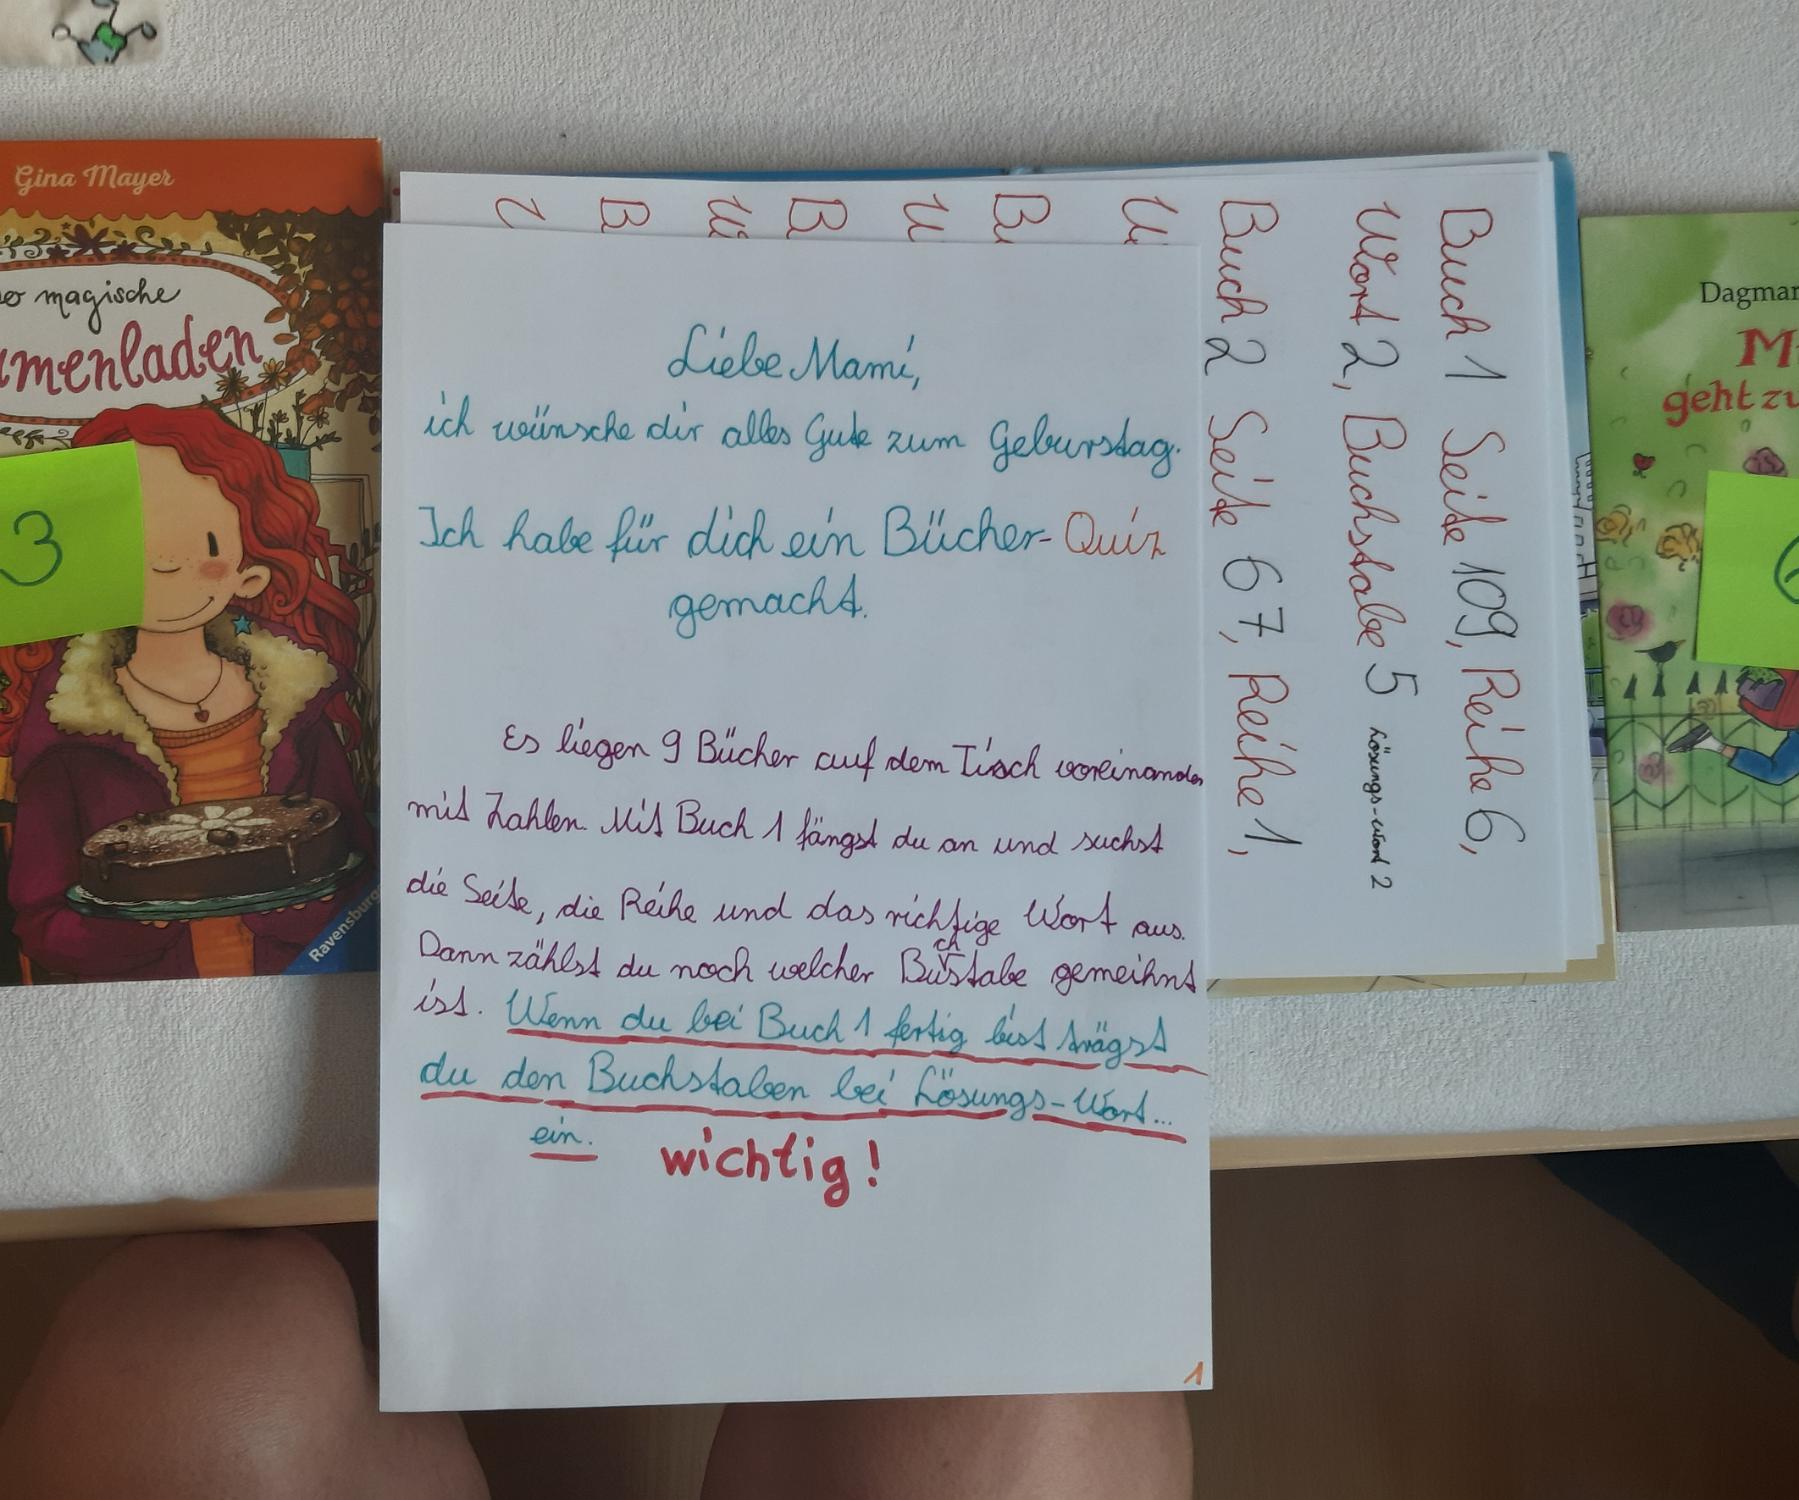 Gina Mayer
magische
menladen
3
Ravensburg
Liebe Mami,
ich wünsche dir alles Gute zum Geburstag.
Ich habe für dich ein Bücher-Quiz
gemacht.
Es liegen 9 Bücher auf dem Tisch voreinander
mit Zahlen. Mit Buch 1 fängst du an und suchst
die Seite, die Reihe und das richtige Wort aus.
Dann zählst du noch welcher Buchstabe gemeihnt
ist. Wenn du bei Buch 1 fertig bist trägst
du den Buchstaben bei Lösungs-Wort...
ein. wichtig!
1
Buch 1 Seite 109, Reihe 6,
Wort 2, Buchstabe 5 Lösungs-Wort 2
Buch 2 Seite 67, Reihe 1,
W
B
W
B
W
B
Dagmar
M
geht zu